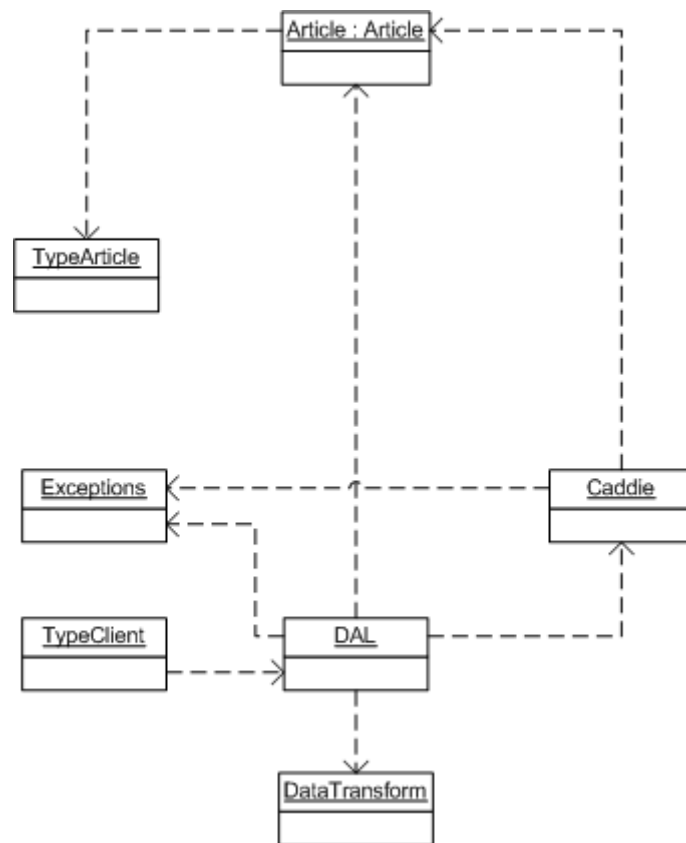 Article : Article
TypeArticle
Exceptions
Caddie
TypeClient
DAL
DataTransform